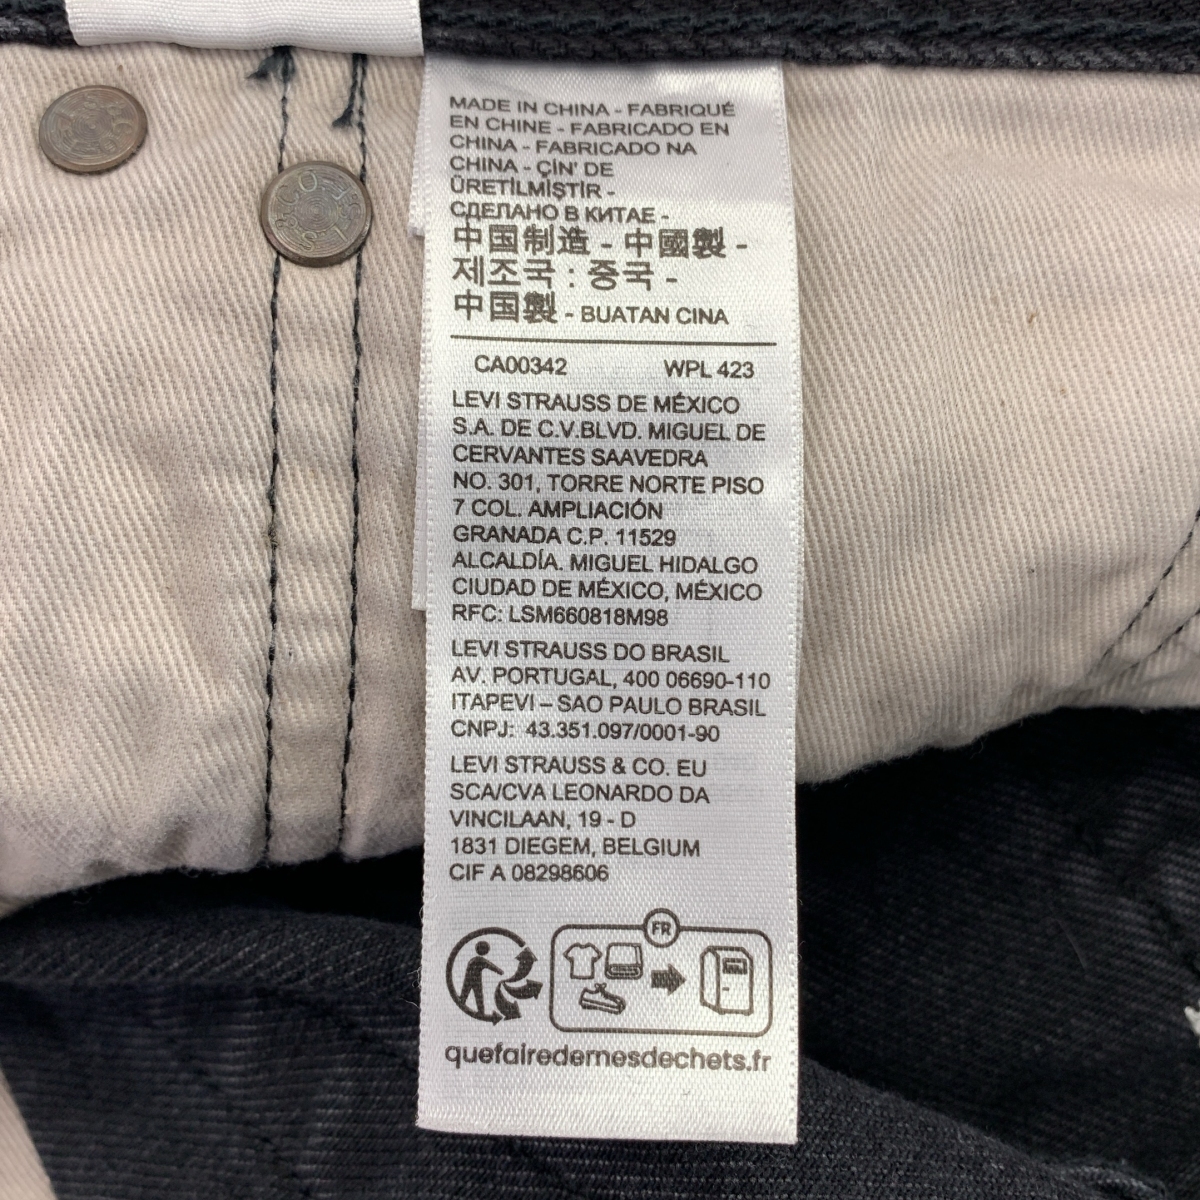 MADE IN CHINA - FABRIQUÉ
EN CHINE - FABRICADO EN
CHINA - FABRICADO NA
CHINA - ÇİN' DE
ÜRETİLMİŞTİR -
СДЕЛАНО В КИТАЕ -
中国制造 - 中國製 -
제조국 : 중국 -
中国製 - BUATAN CINA
CA00342 WPL 423
LEVI STRAUSS DE MÉXICO
S.A. DE C.V.BLVD. MIGUEL DE
CERVANTES SAAVEDRA
NO. 301, TORRE NORTE PISO
7 COL. AMPLIACIÓN
GRANADA C.P. 11529
ALCALDÍA. MIGUEL HIDALGO
CIUDAD DE MÉXICO, MÉXICO
RFC: LSM660818M98
LEVI STRAUSS DO BRASIL
AV. PORTUGAL, 400 06690-110
ITAPEVI – SAO PAULO BRASIL
CNPJ: 43.351.097/0001-90
LEVI STRAUSS & CO. EU
SCA/CVA LEONARDO DA
VINCILAAN, 19 - D
1831 DIEGEM, BELGIUM
CIF A 08298606
FR
quefairedemesdechets.fr